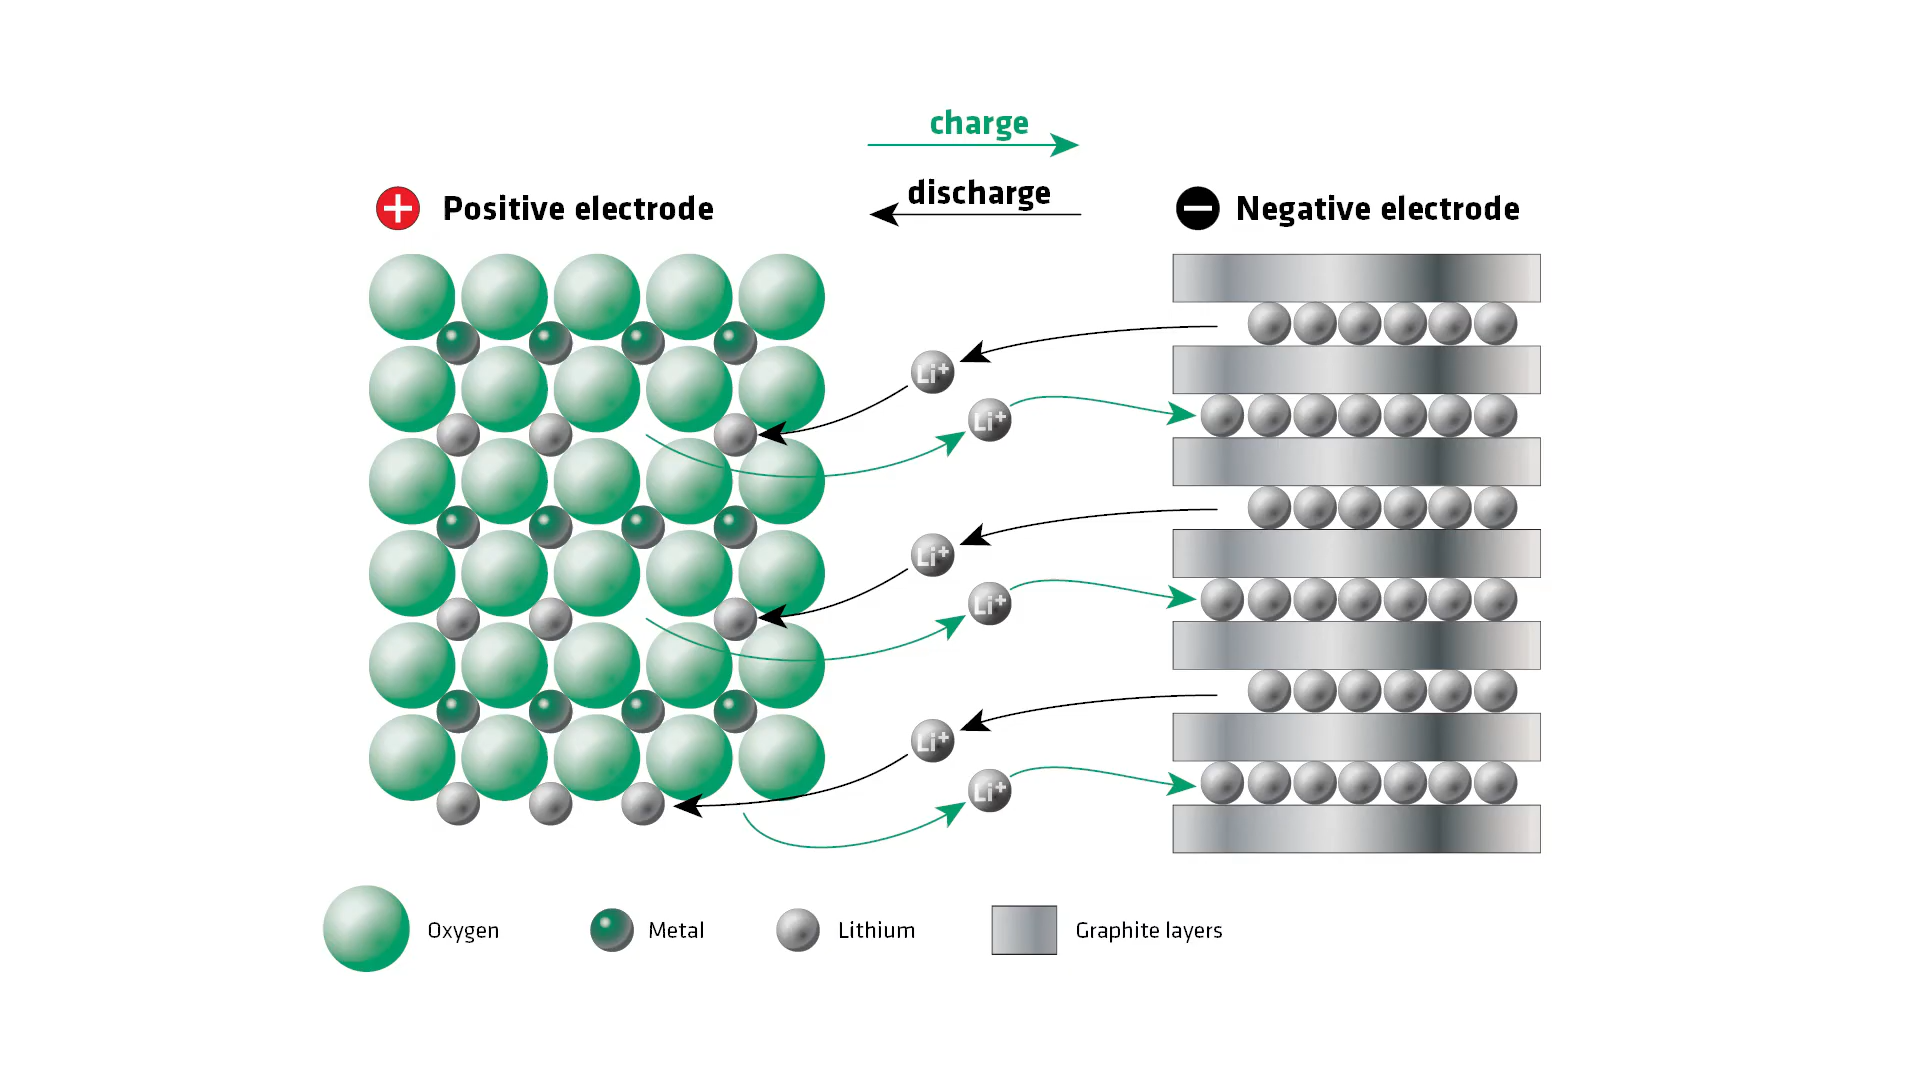 charge
discharge
Positive electrode
Negative electrode
Li⁺
Li⁺
Li⁺
Li⁺
Li⁺
Li⁺
Oxygen
Metal
Lithium
Graphite layers